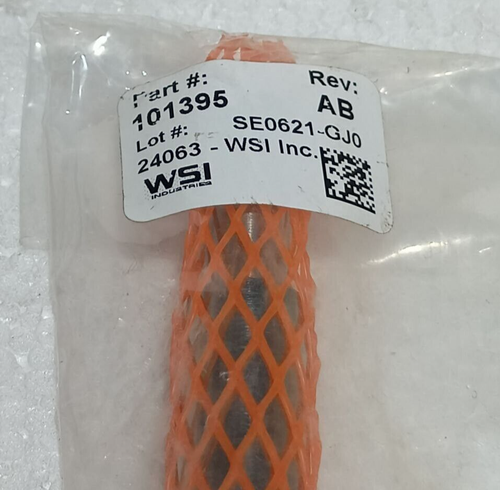 Part #: Rev:
101395 AB
Lot #: SE0621-GJ0
24063 - WSI Inc.
WSI
INDUSTRIES